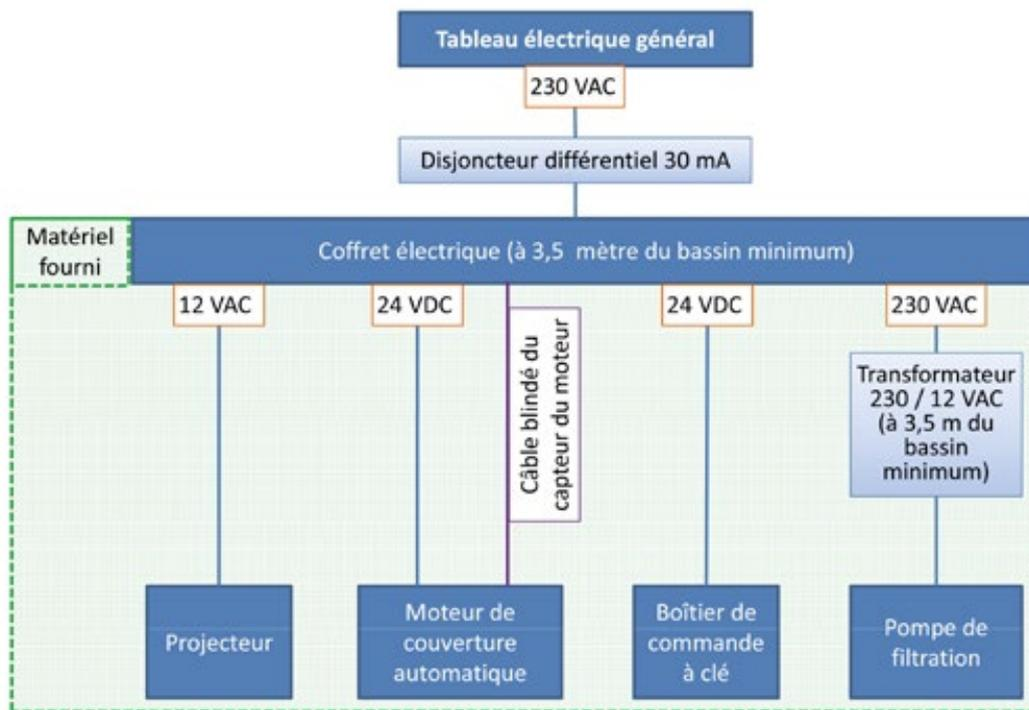 Tableau électrique général
230 VAC
Disjoncteur différentiel 30 mA
Matériel
fourni
Coffret électrique (à 3,5 mètre du bassin minimum)
12 VAC
24 VDC
Câble blindé du
capteur du moteur
24 VDC
230 VAC
Transformateur
230 / 12 VAC
(à 3,5 m du
bassin
minimum)
Projecteur
Moteur de
couverture
automatique
Boîtier de
commande
à clé
Pompe de
filtration